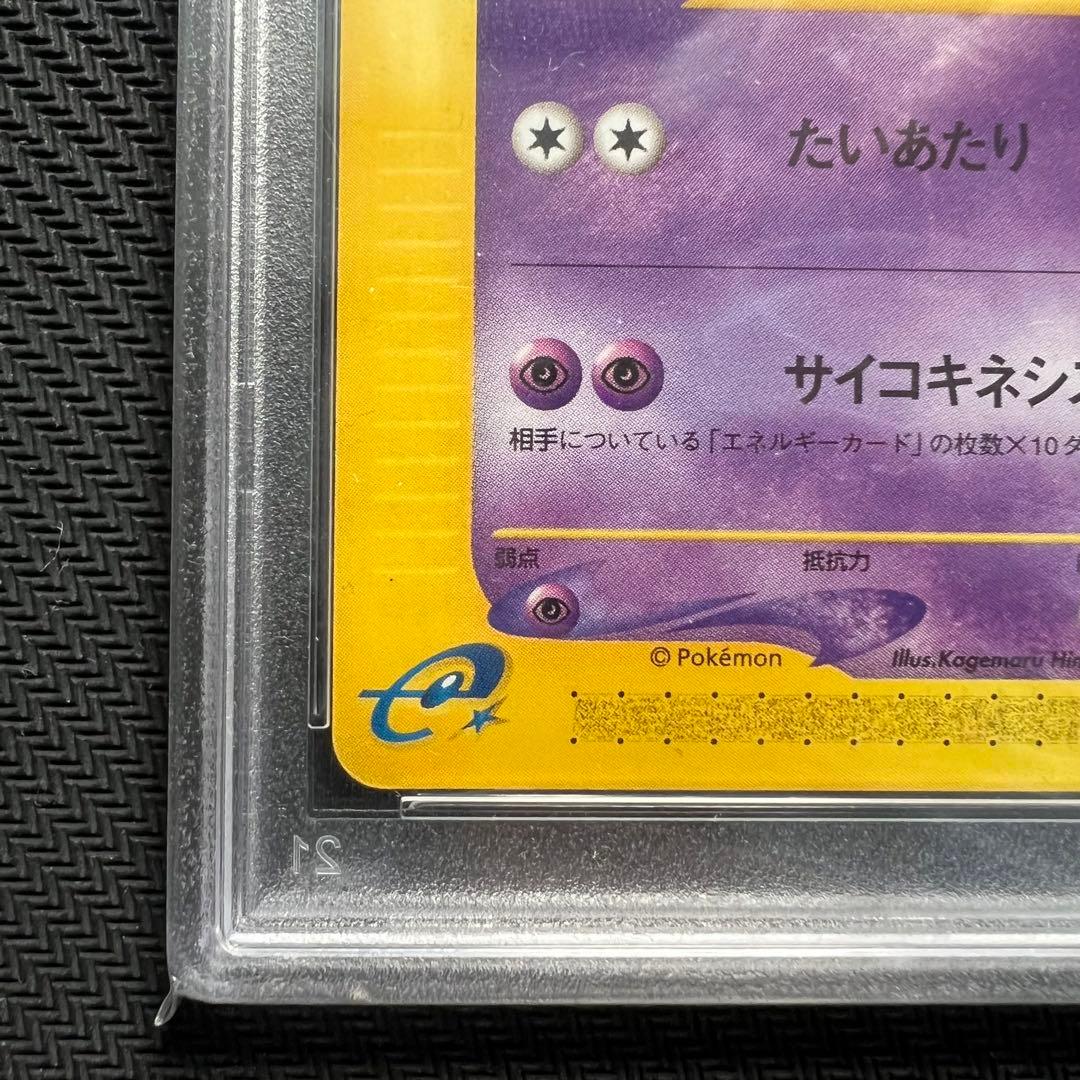 たいあたり
サイコキネシ
相手についている「エネルギーカード」の枚数×10ダ
弱点 抵抗力
© Pokémon Illus.Kagemaru Him
21